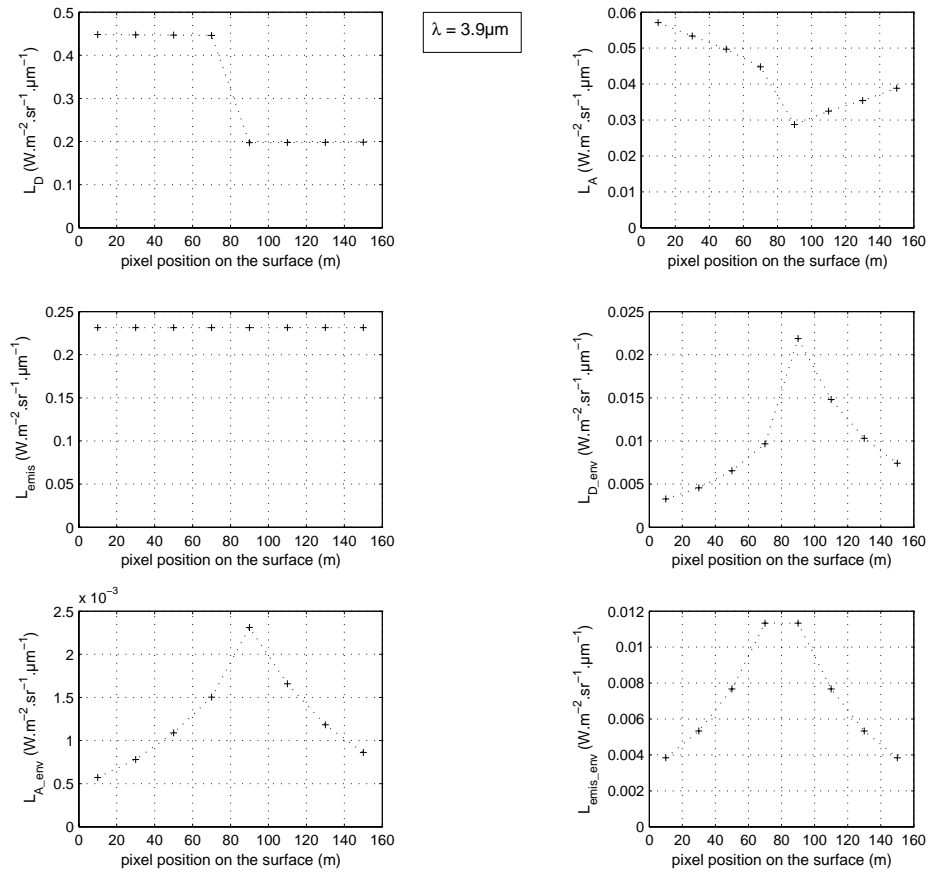 λ = 3.9µm
L_D (W.m⁻².sr⁻¹.µm⁻¹)
0.5
0.4
0.3
0.2
0.1
0
0 20 40 60 80 100 120 140 160
pixel position on the surface (m)
L_A (W.m⁻².sr⁻¹.µm⁻¹)
0.06
0.05
0.04
0.03
0.02
0.01
0
0 20 40 60 80 100 120 140 160
pixel position on the surface (m)
L_emis (W.m⁻².sr⁻¹.µm⁻¹)
0.25
0.2
0.15
0.1
0.05
0
0 20 40 60 80 100 120 140 160
pixel position on the surface (m)
L_D_env (W.m⁻².sr⁻¹.µm⁻¹)
0.025
0.02
0.015
0.01
0.005
0
0 20 40 60 80 100 120 140 160
pixel position on the surface (m)
x 10⁻³
L_A_env (W.m⁻².sr⁻¹.µm⁻¹)
2.5
2
1.5
1
0.5
0
0 20 40 60 80 100 120 140 160
pixel position on the surface (m)
L_emis_env (W.m⁻².sr⁻¹.µm⁻¹)
0.012
0.01
0.008
0.006
0.004
0.002
0
0 20 40 60 80 100 120 140 160
pixel position on the surface (m)